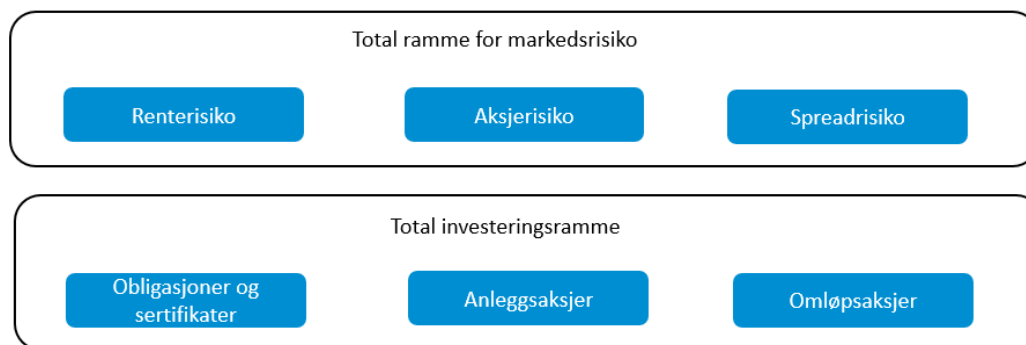 Total ramme for markedsrisiko
Renterisiko
Aksjerisiko
Spreadrisiko
Total investeringsramme
Obligasjoner og
sertifikater
Anleggsaksjer
Omløpsaksjer